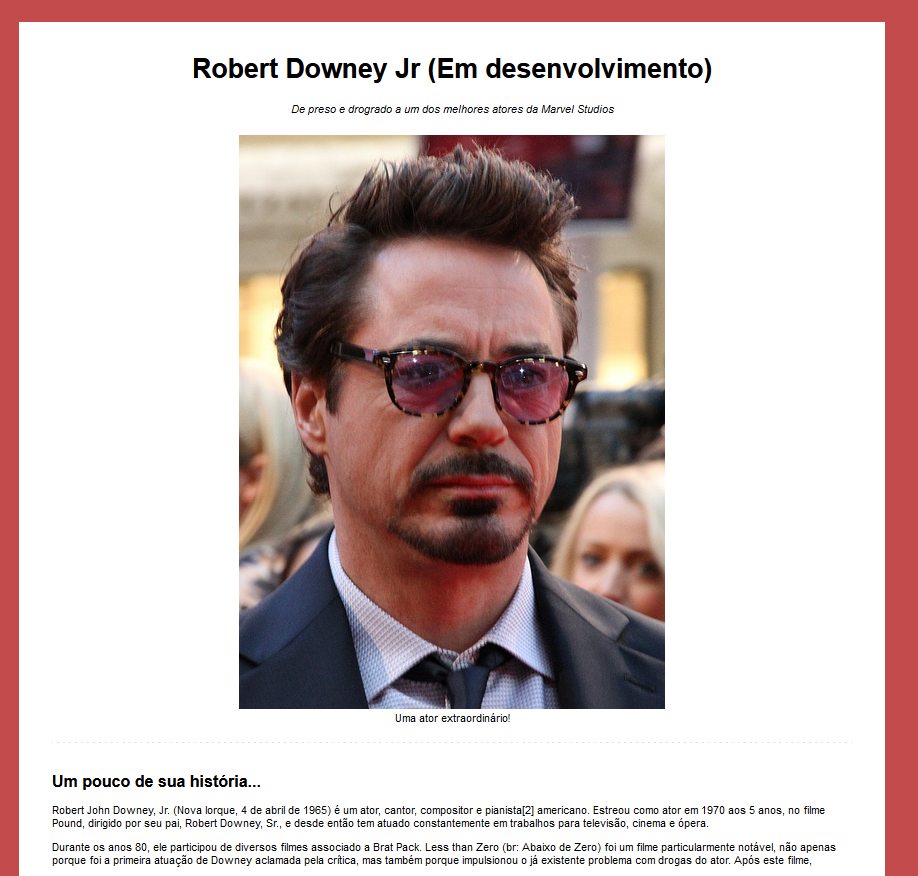 Robert Downey Jr (Em desenvolvimento)
De preso e drogrado a um dos melhores atores da Marvel Studios
Uma ator extraordinário!
Um pouco de sua história...
Robert John Downey, Jr. (Nova Iorque, 4 de abril de 1965) é um ator, cantor, compositor e pianista[2] americano. Estreou como ator em 1970 aos 5 anos, no filme
Pound, dirigido por seu pai, Robert Downey, Sr., e desde então tem atuado constantemente em trabalhos para televisão, cinema e ópera.
Durante os anos 80, ele participou de diversos filmes associado a Brat Pack. Less than Zero (br: Abaixo de Zero) foi um filme particularmente notável, não apenas
porque foi a primeira atuação de Downey aclamada pela crítica, mas também porque impulsionou o já existente problema com drogas do ator. Após este filme,